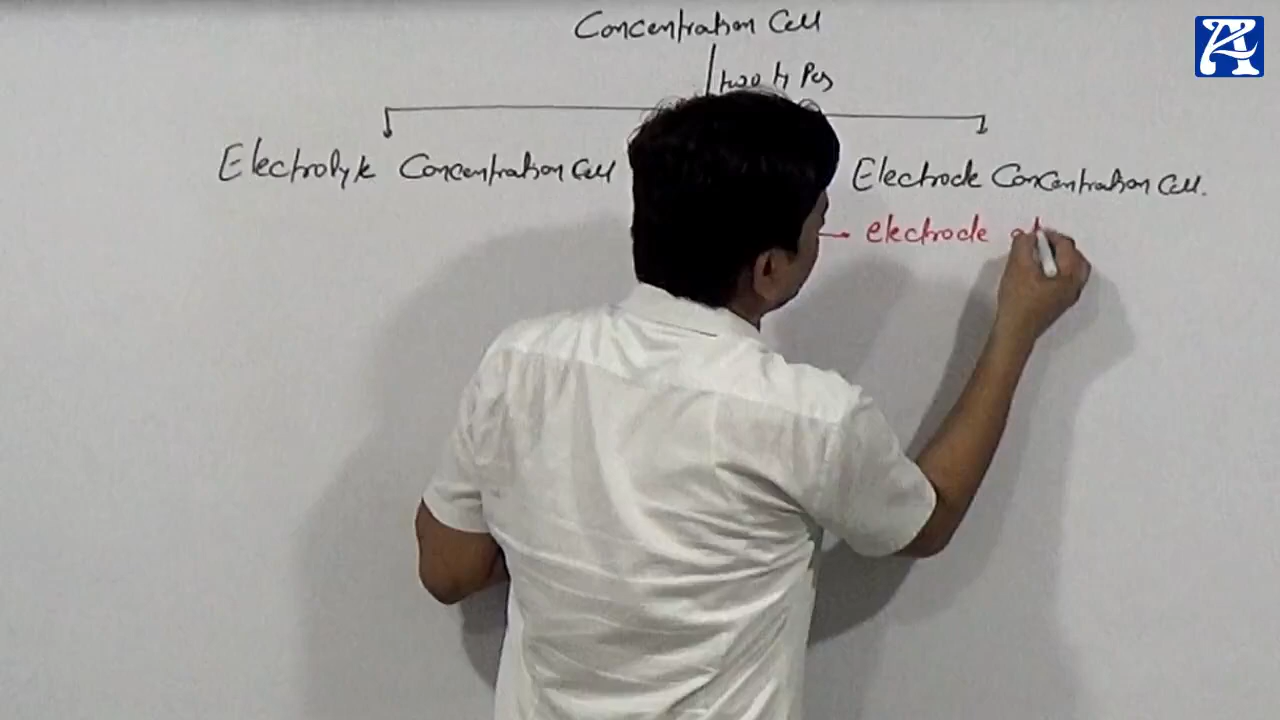 Concentration Cell
two types
Electrolyte Concentration Cell
Electrode Concentration Cell.
→ electrode